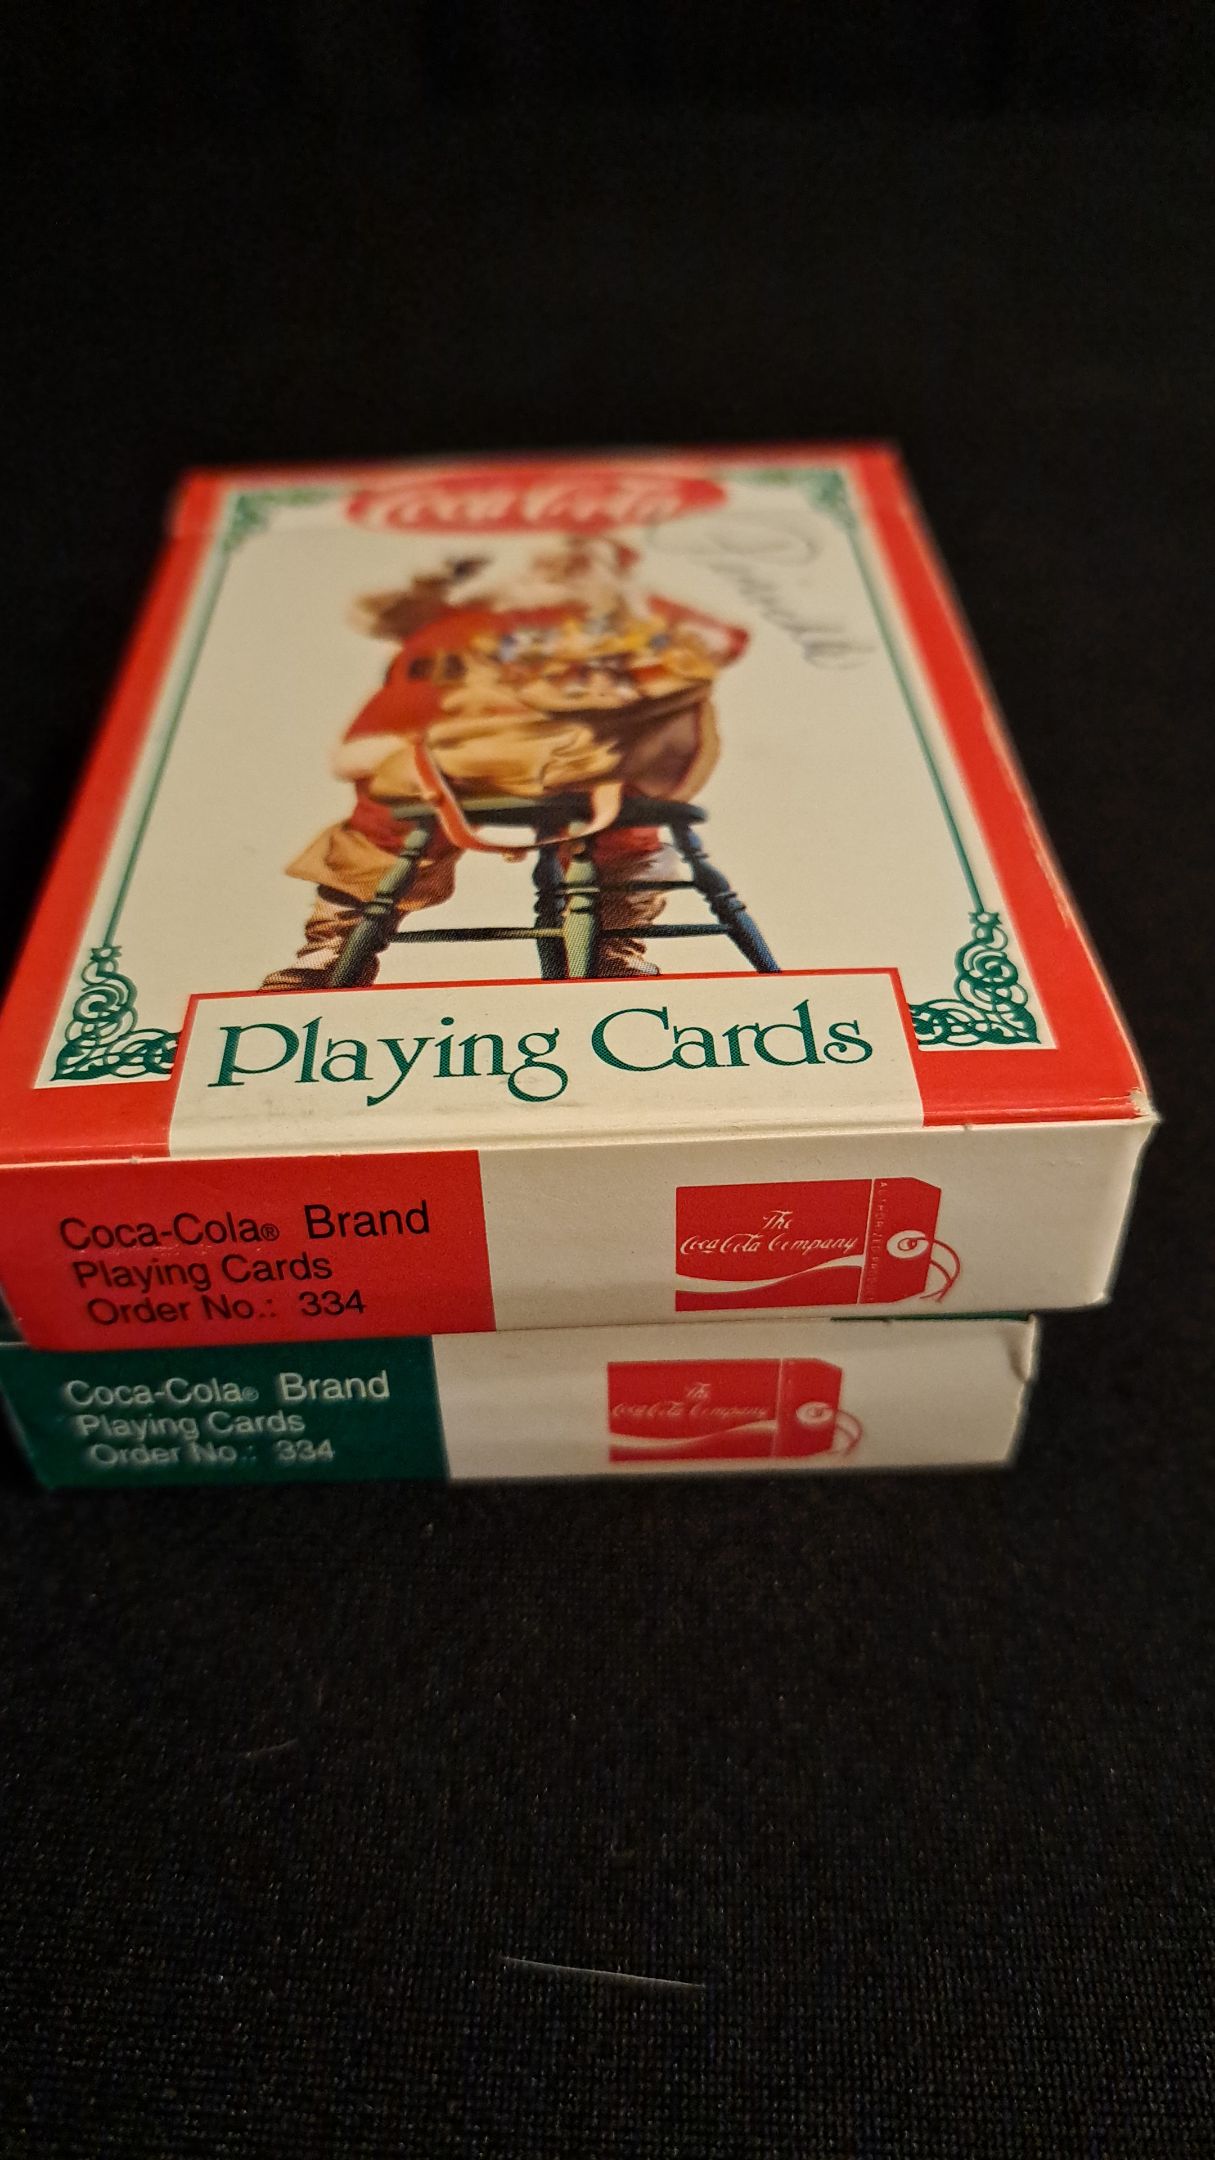 Coca-Cola
Playing Cards
Coca-Cola® Brand
Playing Cards
Order No.: 334
The
Coca-Cola Company
Coca-Cola® Brand
Playing Cards
Order No.: 334
The
Coca-Cola Company